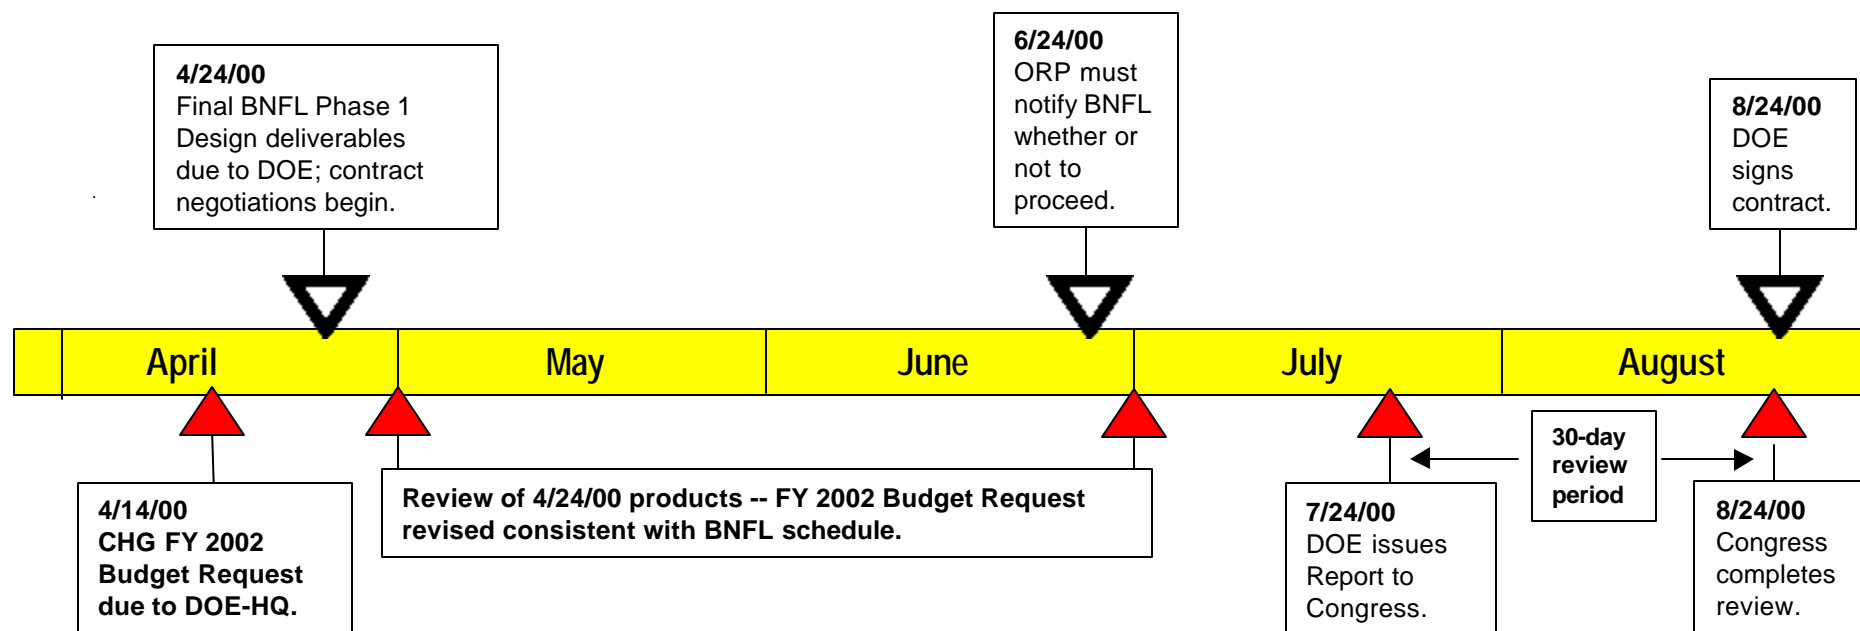 4/24/00
Final BNFL Phase 1
Design deliverables
due to DOE; contract
negotiations begin.
6/24/00
ORP must
notify BNFL
whether or
not to
proceed.
8/24/00
DOE
signs
contract.
April
May
June
July
August
4/14/00
CHG FY 2002
Budget Request
due to DOE-HQ.
Review of 4/24/00 products -- FY 2002 Budget Request
revised consistent with BNFL schedule.
7/24/00
DOE issues
Report to
Congress.
30-day
review
period
8/24/00
Congress
completes
review.